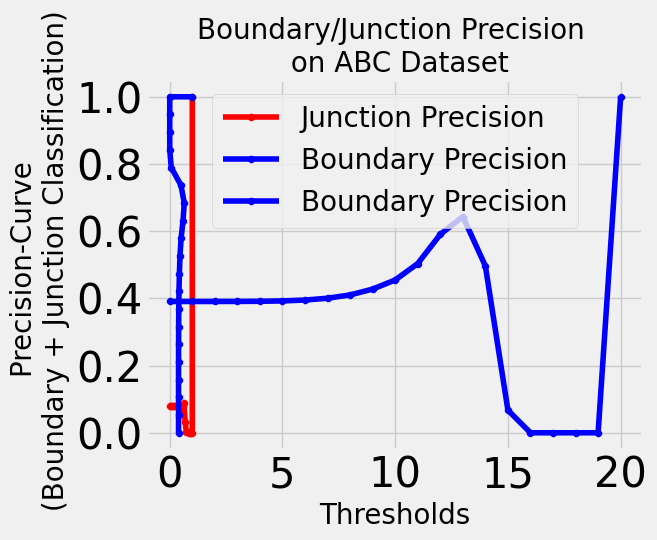 Boundary/Junction Precision
on ABC Dataset
Precision-Curve
(Boundary + Junction Classification)
1.0
0.8
0.6
0.4
0.2
0.0
Junction Precision
Boundary Precision
Boundary Precision
0 5 10 15 20
Thresholds